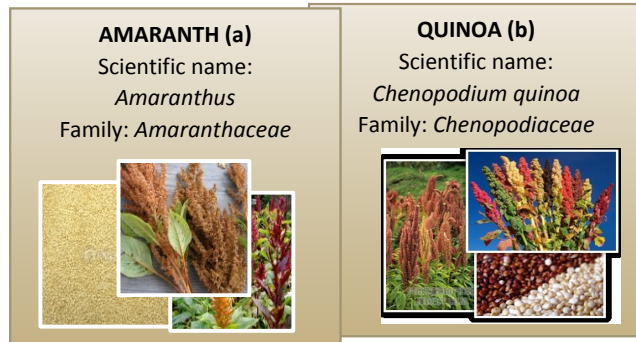 AMARANTH (a)
Scientific name:
Amaranthus
Family: Amaranthaceae
QUINOA (b)
Scientific name:
Chenopodium quinoa
Family: Chenopodiaceae